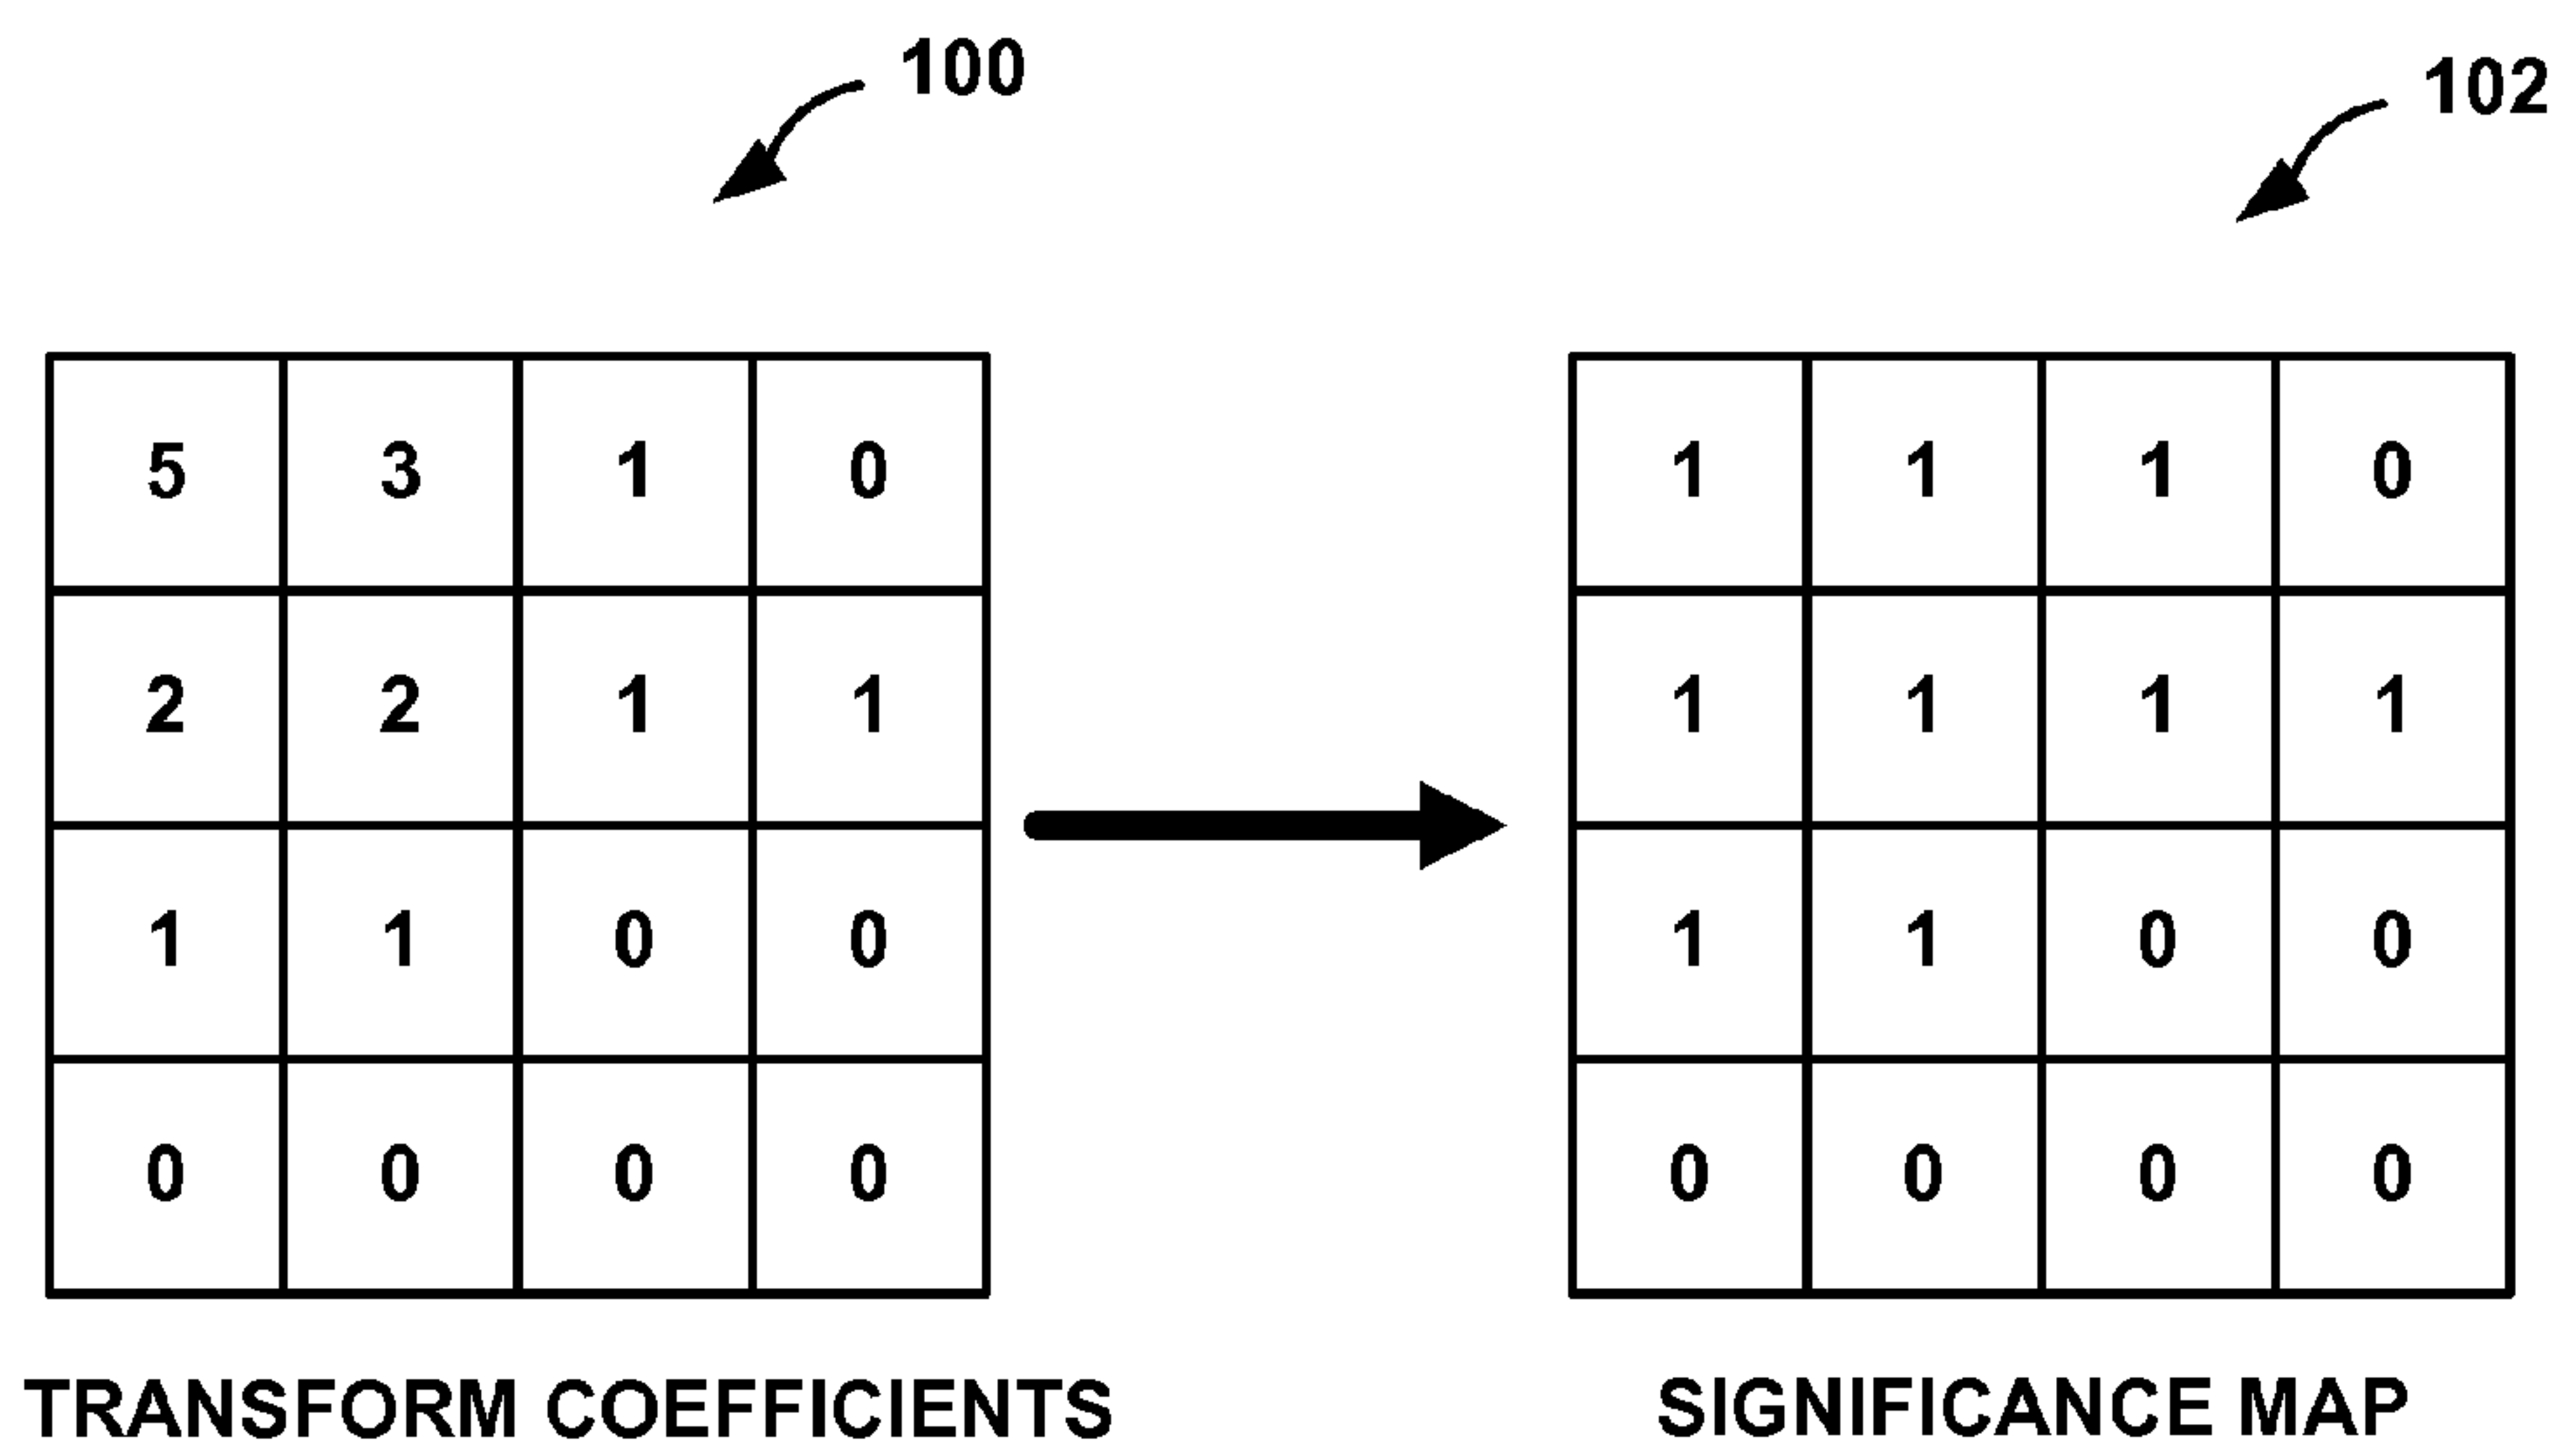 100
102
5 3 1 0
2 2 1 1
1 1 0 0
0 0 0 0
TRANSFORM COEFFICIENTS
1 1 1 0
1 1 1 1
1 1 0 0
0 0 0 0
SIGNIFICANCE MAP